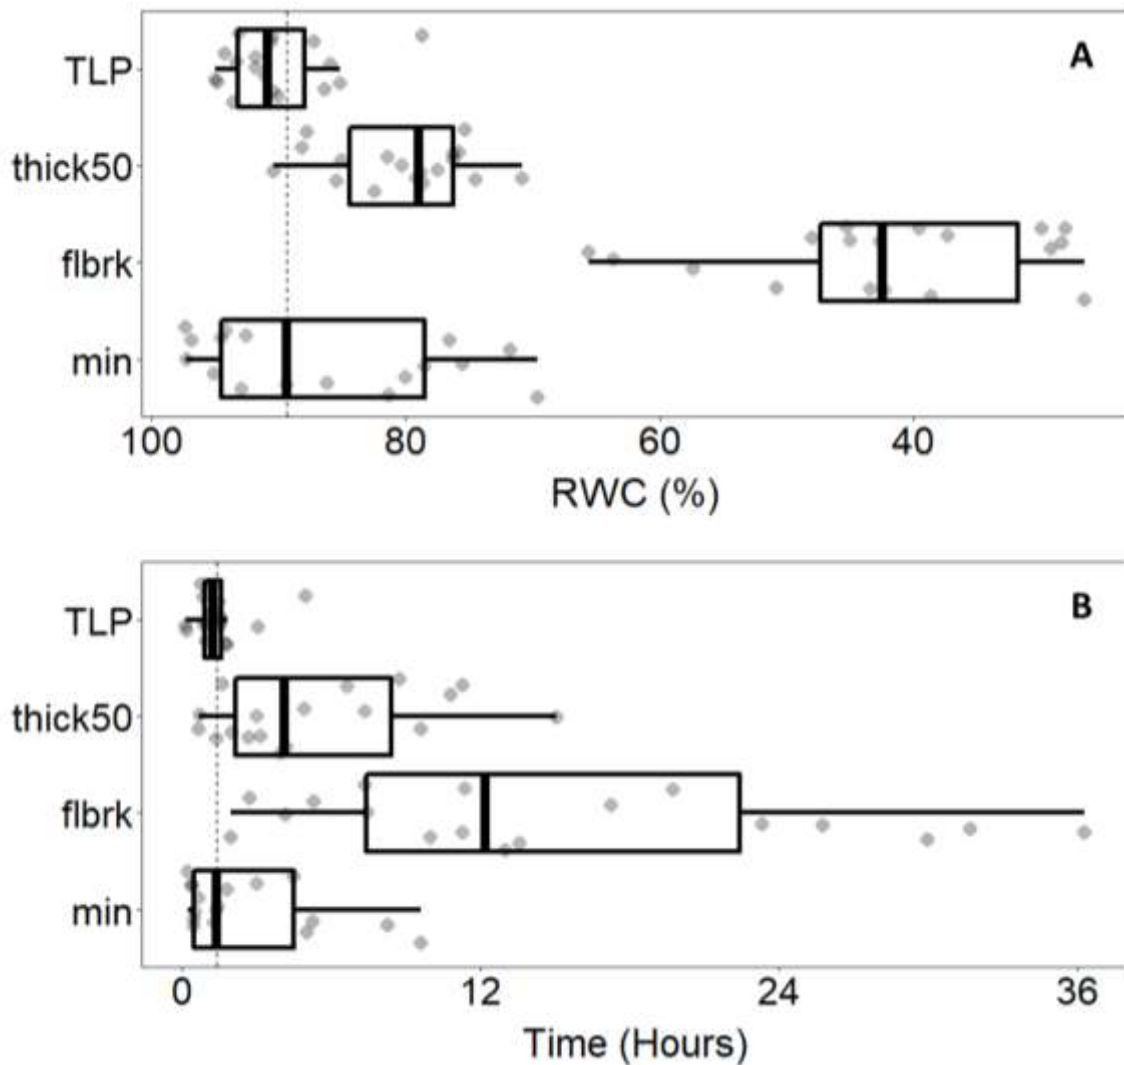 A
TLP
thick50
flbrk
min
100 80 60 40
RWC (%)
B
TLP
thick50
flbrk
min
0 12 24 36
Time (Hours)